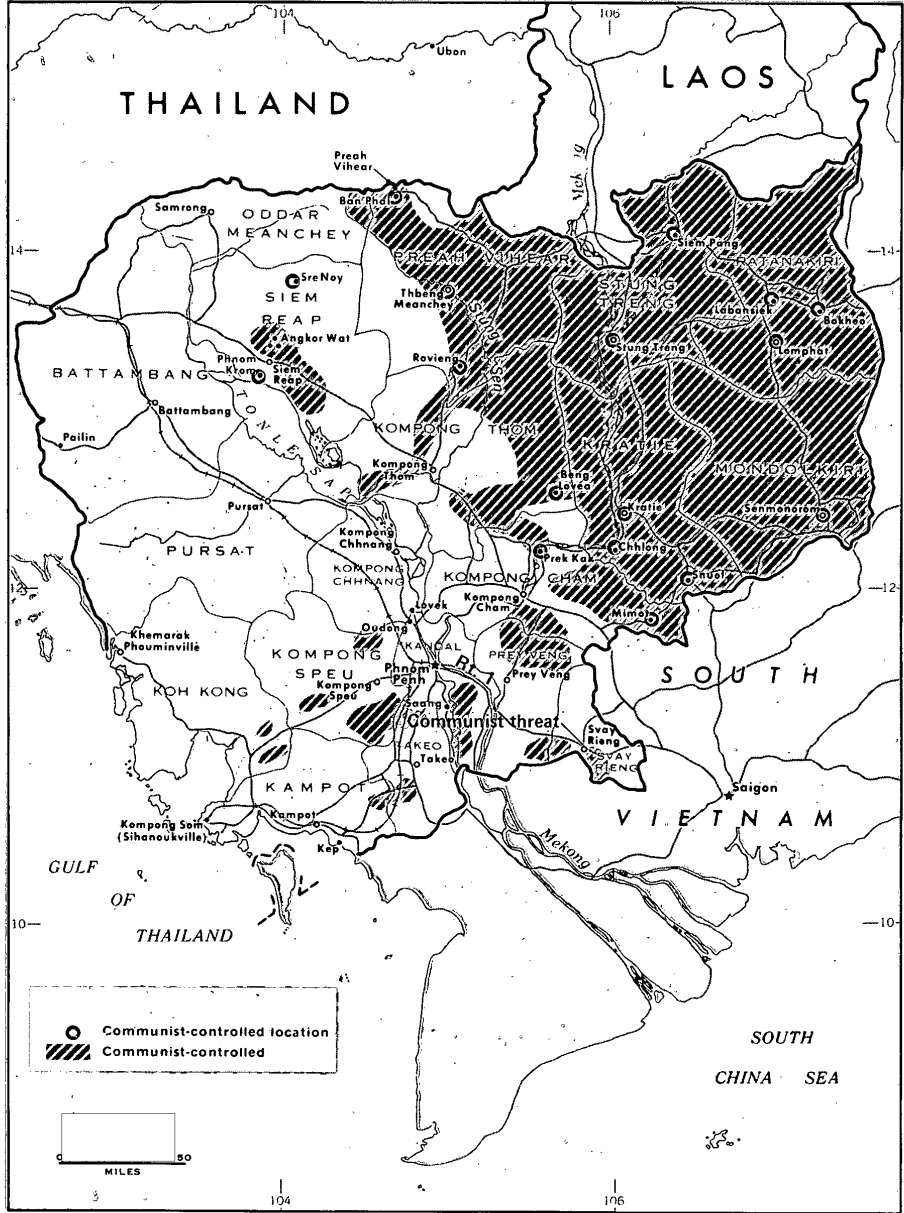 104
106
Ubon
LAOS
THAILAND
Preah
Vihear
Ban Phai
Samrong
ODDAR
MEANCHEY
14
14
Siem Pang
PREAH VIHEAR
RATANAKIRI
Sre Noy
STUNG
TRENG
SIEM
REAP
Thbeng
Meanchey
Stung
Sen
Labansiek
Bokheo
Angkor Wat
Stung Treng
Lomphat
Phnom
Krom
Siem
Reap
Rovieng
BATTAMBANG
Battambang
TONLE SAP
KOMPONG THOM
Pailin
KRATIE
Kompong
Thom
MONDOLKIRI
Beng
Lovea
Pursat
Kratie
Senmonorom
Kompong
Chhnang
PURSAT
Prek Kak
Chhlong
KOMPONG
CHHNANG
KOMPONG CHAM
Snuol
12
12
Kompong
Cham
Lovek
Mimot
Oudong
Khemarak
Phouminville
KANDAL
KOMPONG
SPEU
PREY VENG
Phnom
Penh
Rt. 1
SOUTH
Prey Veng
KOH KONG
Kompong
Speu
Saang
Communist threat
Svay
Rieng
TAKEO
SVAY
RIENG
Takeo
KAMPOT
Saigon
Kompong Som
(Sihanoukville)
Kampot
VIETNAM
Kep
Mekong
GULF
OF
THAILAND
10
10
Communist-controlled location
Communist-controlled
SOUTH
CHINA SEA
0
50
MILES
104
106